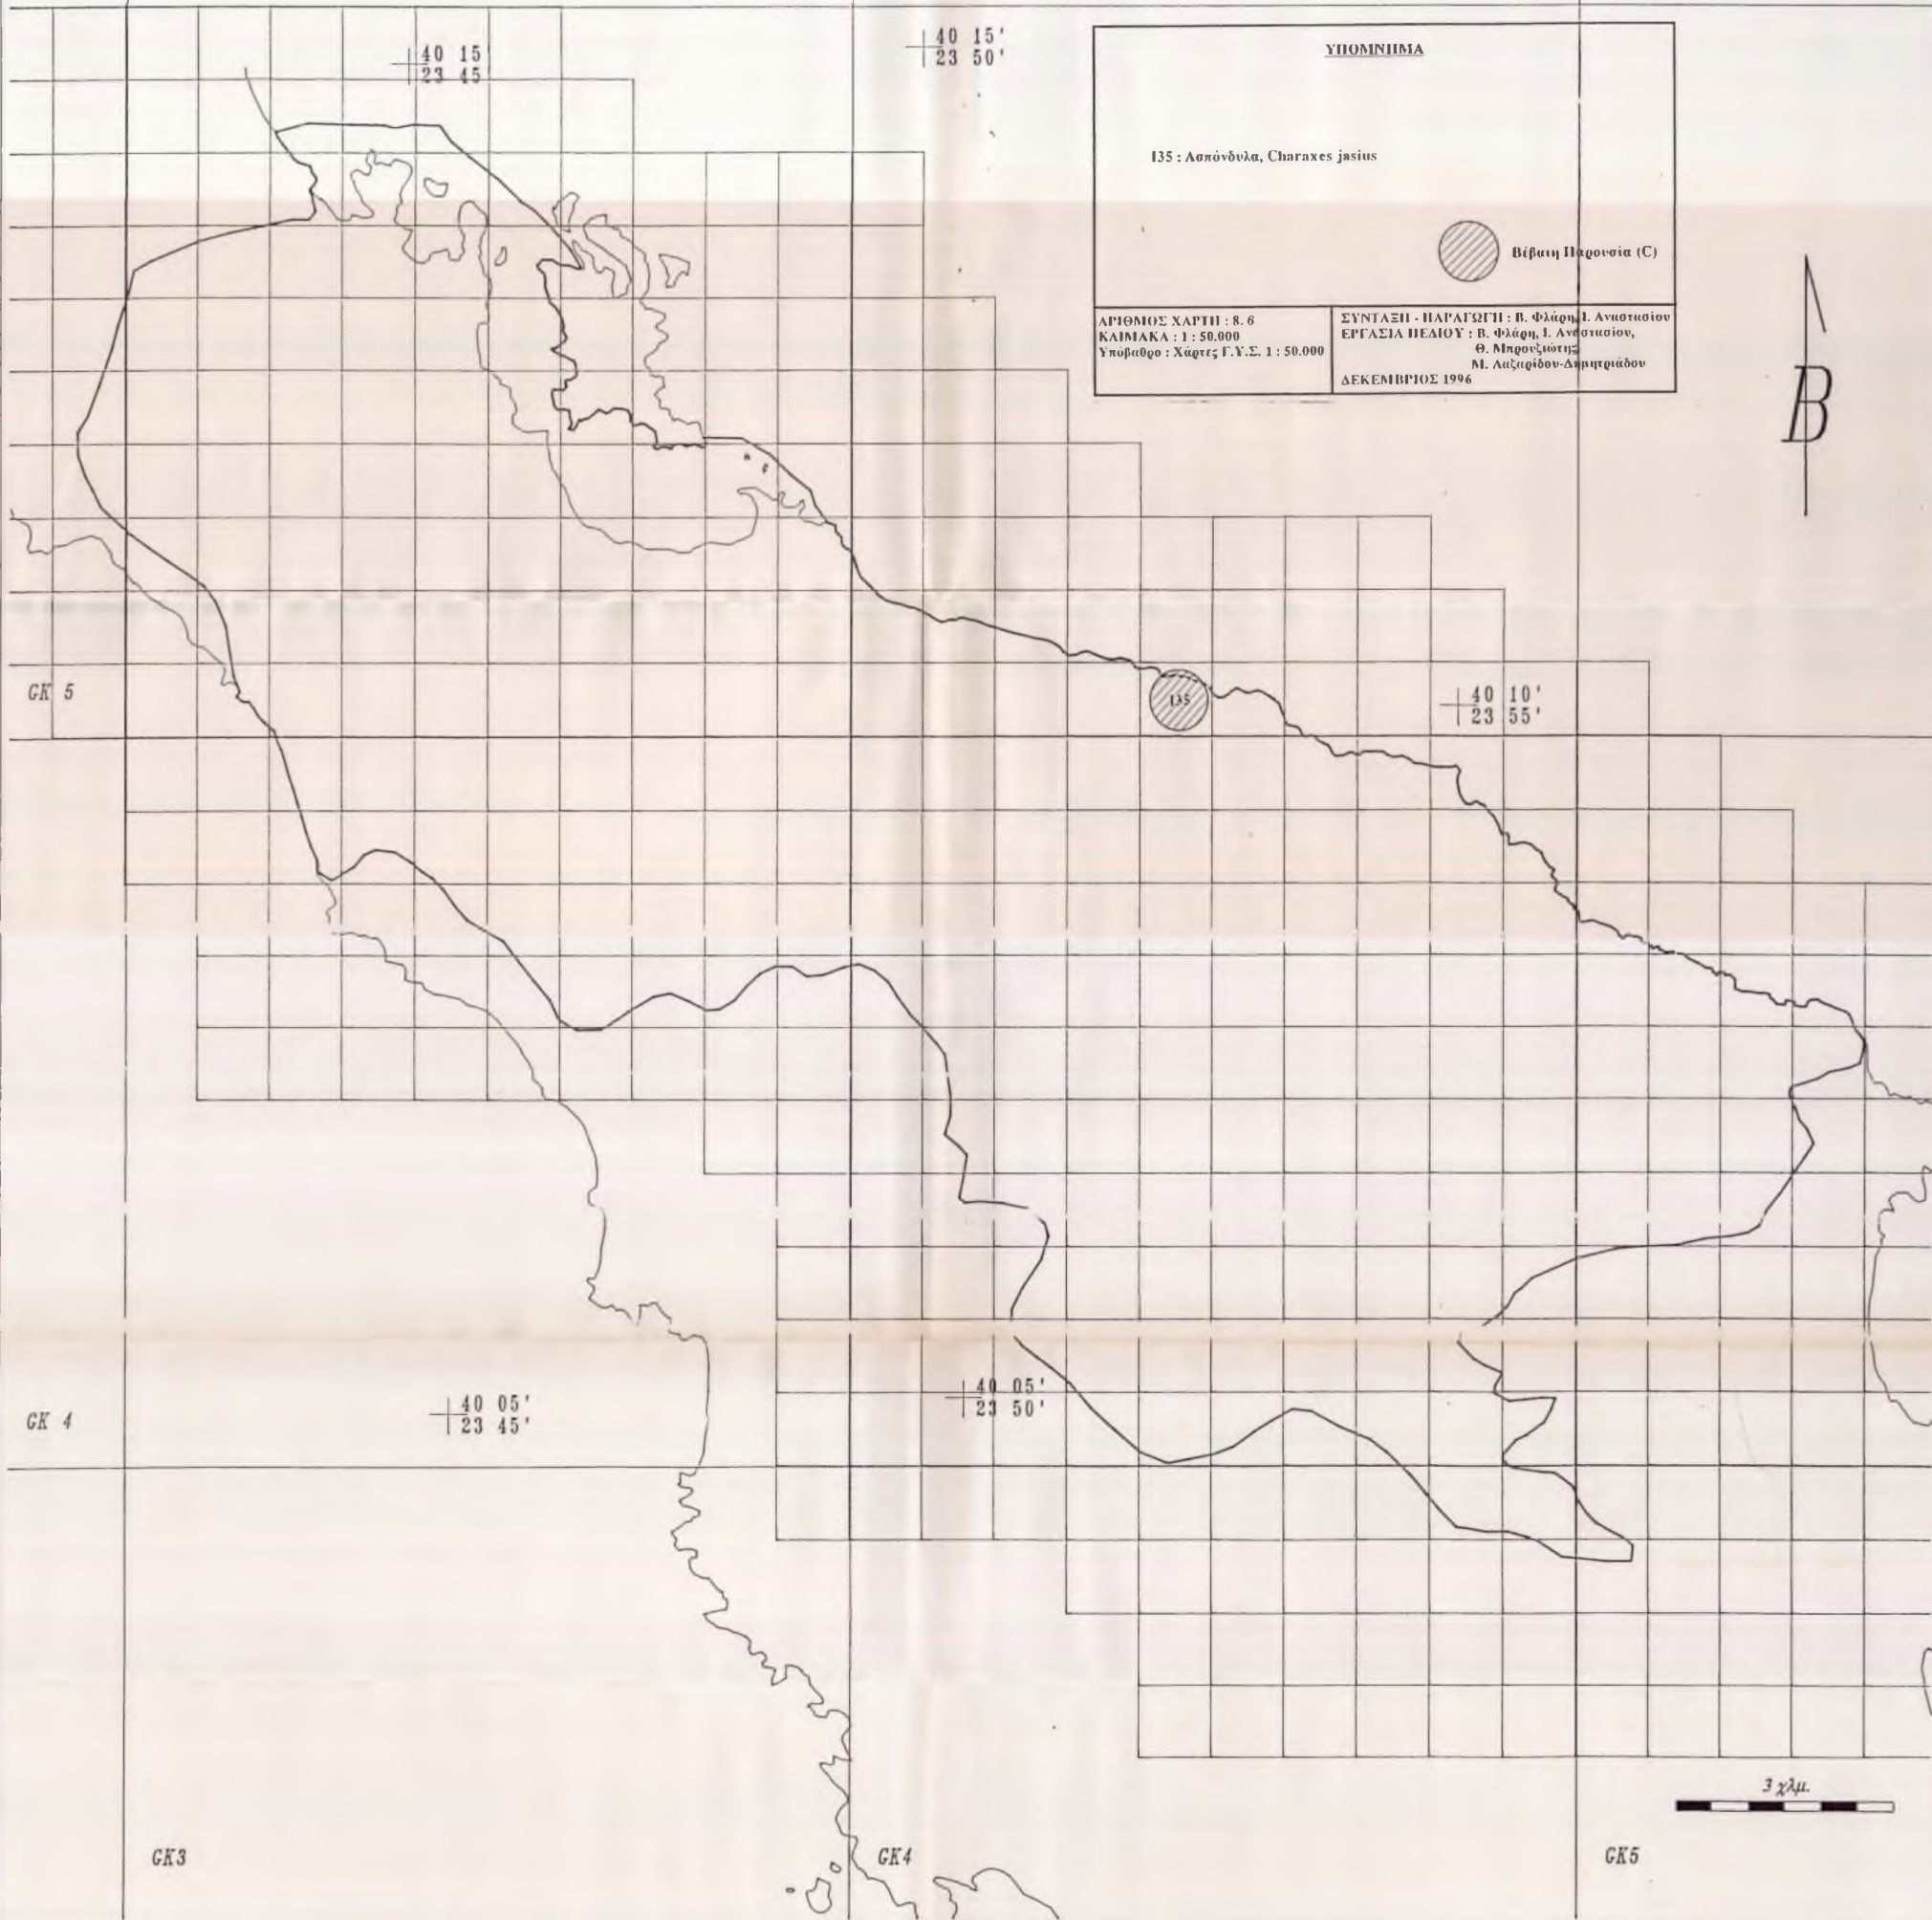 40 15'
23 45
40 15'
23 50'
ΥΠΟΜΝΗΜΑ
135 : Ασπόνδυλα, Charaxes jasius
Βέβαιη Παρουσία (C)
ΑΡΙΘΜΟΣ ΧΑΡΤΗ : 8. 6
ΚΛΙΜΑΚΑ : 1 : 50.000
Υπόβαθρο : Χάρτες Γ.Υ.Σ. 1 : 50.000
ΣΥΝΤΑΞΗ - ΠΑΡΑΓΩΓΗ : Β. Φλάρη, Ι. Αναστασίου
ΕΡΓΑΣΙΑ ΠΕΔΙΟΥ : Β. Φλάρη, Ι. Αναστασίου,
Θ. Μπρουζιώτης
Μ. Λαζαρίδου-Δημητριάδου
ΔΕΚΕΜΒΡΙΟΣ 1996
Β
GK 5
135
40 10'
23 55'
GK 4
40 05'
23 45'
40 05'
23 50'
3 χλμ.
GK3
GK4
GK5